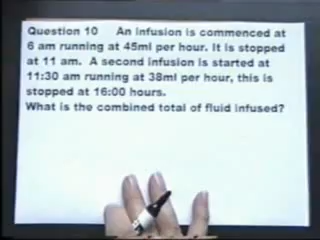 Question 10 An infusion is commenced at
6 am running at 45ml per hour. It is stopped
at 11 am. A second infusion is started at
11:30 am running at 38ml per hour, this is
stopped at 16:00 hours.
What is the combined total of fluid infused?